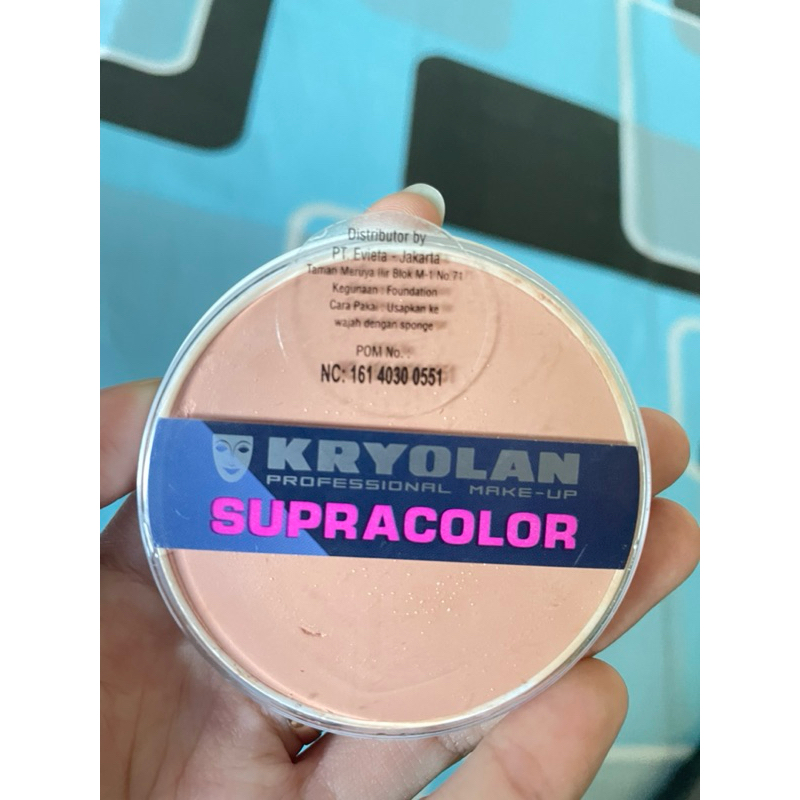 Distributor by
PT. Evieta - Jakarta
Taman Meruya Ilir Blok M-1 No 71
Kegunaan : Foundation
Cara Pakai : Usapkan ke
wajah dengan sponge
POM No. :
NC: 161 4030 0551
KRYOLAN
PROFESSIONAL MAKE-UP
SUPRACOLOR